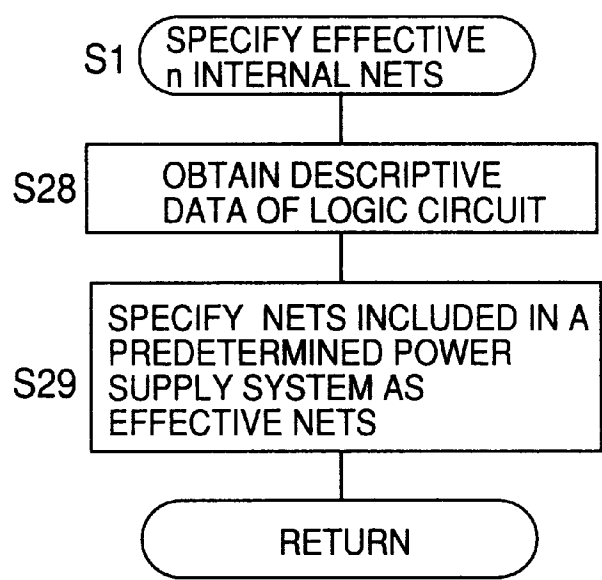 S1
SPECIFY EFFECTIVE
n INTERNAL NETS
S28
OBTAIN DESCRIPTIVE
DATA OF LOGIC CIRCUIT
S29
SPECIFY NETS INCLUDED IN A
PREDETERMINED POWER
SUPPLY SYSTEM AS
EFFECTIVE NETS
RETURN